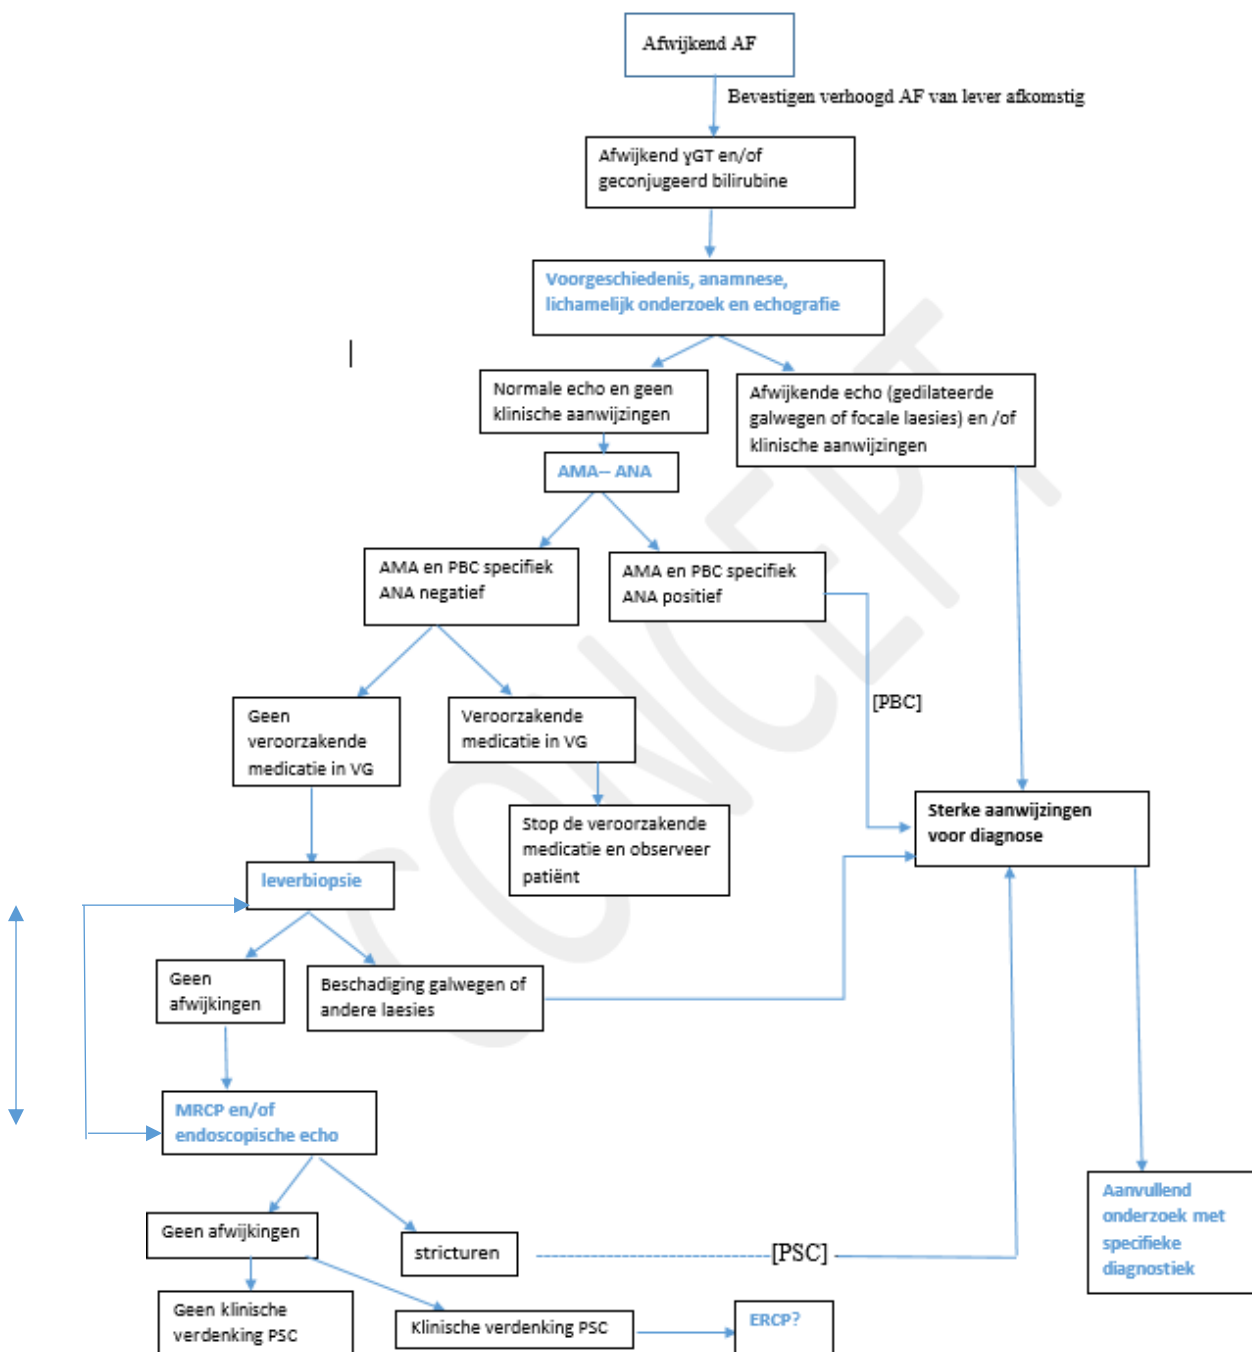 Afwijkend AF
Bevestigen verhoogd AF van lever afkomstig
Afwijkend ɣGT en/of
geconjugeerd bilirubine
Voorgeschiedenis, anamnese,
lichamelijk onderzoek en echografie
Normale echo en geen
klinische aanwijzingen
Afwijkende echo (gedilateerde
galwegen of focale laesies) en /of
klinische aanwijzingen
AMA– ANA
AMA en PBC specifiek
ANA negatief
AMA en PBC specifiek
ANA positief
[PBC]
Geen
veroorzakende
medicatie in VG
Veroorzakende
medicatie in VG
Stop de veroorzakende
medicatie en observeer
patiënt
Sterke aanwijzingen
voor diagnose
leverbiopsie
Geen
afwijkingen
Beschadiging galwegen of
andere laesies
MRCP en/of
endoscopische echo
Geen afwijkingen
stricturen
[PSC]
Aanvullend
onderzoek met
specifieke
diagnostiek
Geen klinische
verdenking PSC
Klinische verdenking PSC
ERCP?
CONCEPT